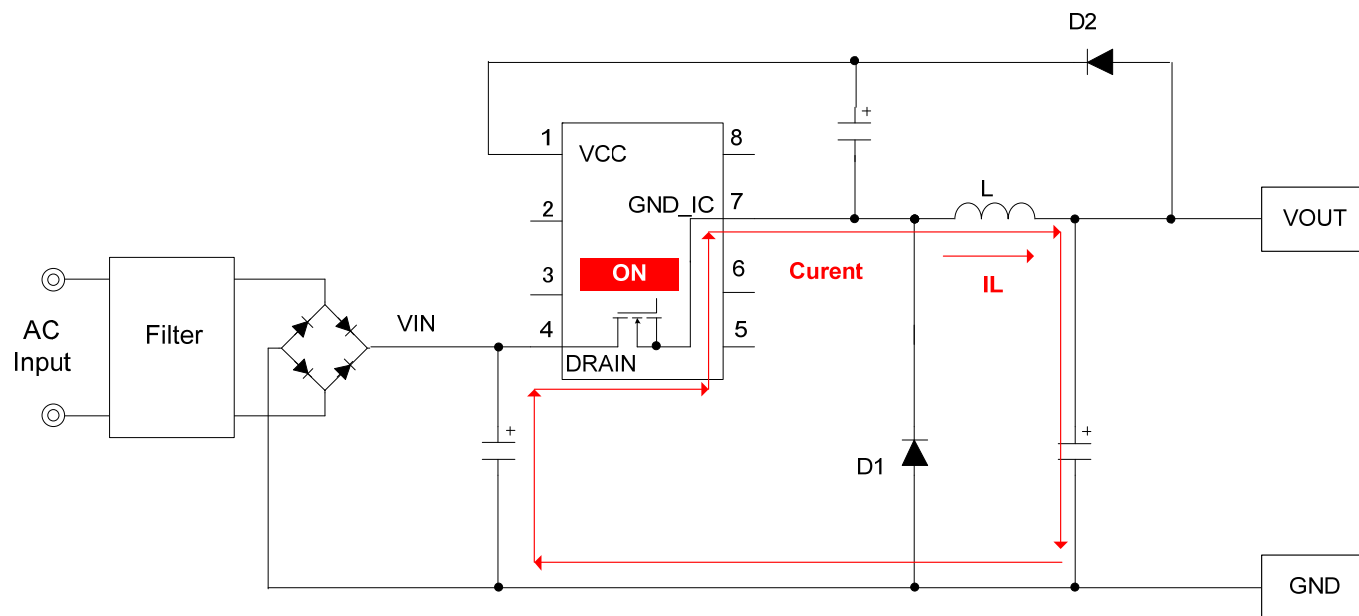 D2
1
VCC
8
+
2
GND_IC
7
L
VOUT
3
ON
6
Curent
IL
AC
Input
Filter
VIN
4
DRAIN
5
+
D1
+
GND